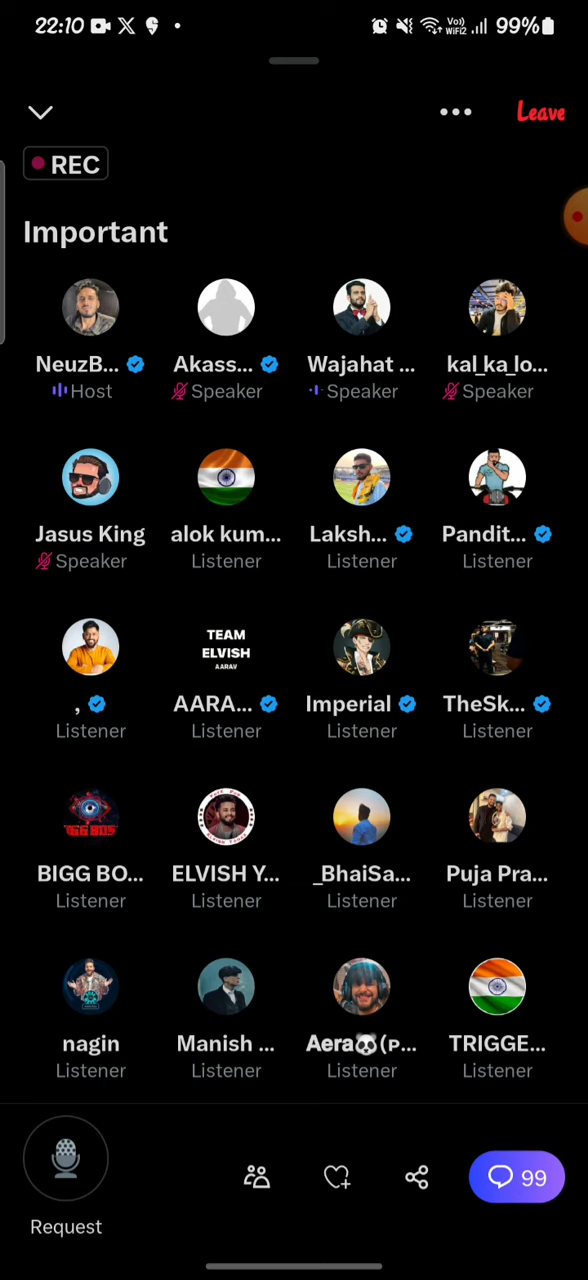 22:10
Vo))
WiFi2
99%
Leave
REC
Important
NeuzB... Akass... Wajahat ... kal_ka_lo...
Host Speaker Speaker Speaker
Jasus King alok kum... Laksh... Pandit...
Speaker Listener Listener Listener
TEAM
ELVISH
AARAV
, AARA... Imperial TheSk...
Listener Listener Listener Listener
BIGG BO... ELVISH Y... _BhaiSa... Puja Pra...
Listener Listener Listener Listener
nagin Manish ... Aera🐼(P... TRIGGE...
Listener Listener Listener Listener
99
Request